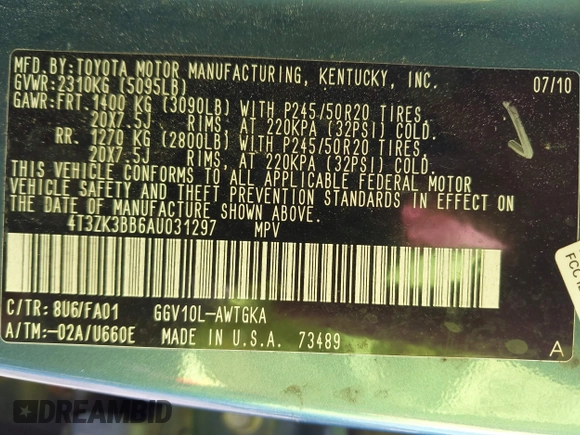 MFD.BY:TOYOTA MOTOR MANUFACTURING, KENTUCKY, INC.
GVWR:2310KG (5095LB) 07/10
GAWR:FRT. 1400 KG (3090LB) WITH P245/50R20 TIRES,
20X7.5J RIMS, AT 220KPA (32PSI) COLD.
RR. 1270 KG (2800LB) WITH P245/50R20 TIRES,
20X7.5J RIMS, AT 220KPA (32PSI) COLD.
THIS VEHICLE CONFORMS TO ALL APPLICABLE FEDERAL MOTOR
VEHICLE SAFETY AND THEFT PREVENTION STANDARDS IN EFFECT ON
THE DATE OF MANUFACTURE SHOWN ABOVE.
4T3ZK3BB6AU031297 MPV
C/TR: 8U6/FA01 GGV10L-AWTGKA
A/TM:-02A/U660E MADE IN U.S.A. 73489 A
FCC
DREAMBID